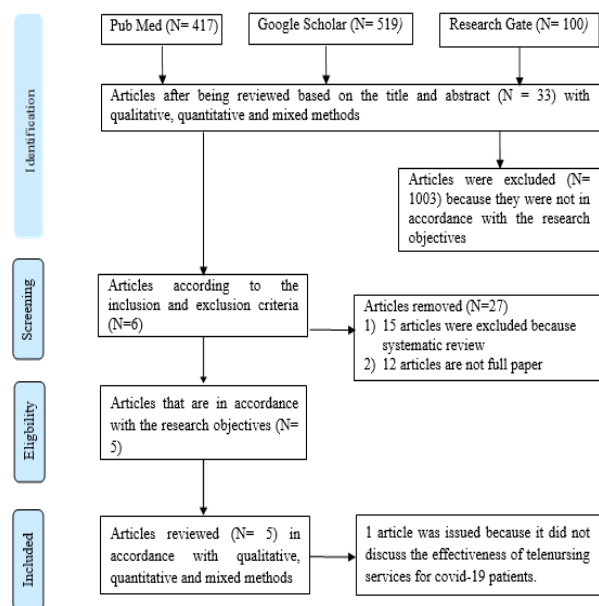 Pub Med (N= 417)
Google Scholar (N= 519)
Research Gate (N= 100)
Identification
Articles after being reviewed based on the title and abstract (N = 33) with
qualitative, quantitative and mixed methods
Articles were excluded (N=
1003) because they were not in
accordance with the research
objectives
Screening
Articles according to the
inclusion and exclusion criteria
(N=6)
Articles removed (N=27)
1) 15 articles were excluded because
systematic review
2) 12 articles are not full paper
Eligbility
Articles that are in accordance
with the research objectives (N=
5)
Included
Articles reviewed (N= 5) in
accordance with qualitative,
quantitative and mixed methods
1 article was issued because it did not
discuss the effectiveness of telenursing
services for covid-19 patients.